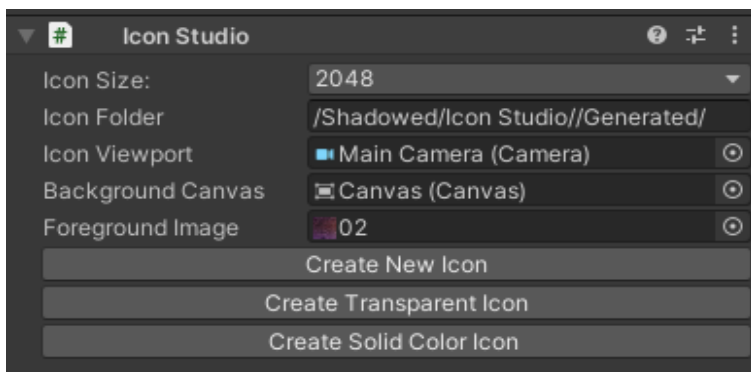 # Icon Studio
Icon Size: 2048
Icon Folder /Shadowed/Icon Studio//Generated/
Icon Viewport Main Camera (Camera)
Background Canvas Canvas (Canvas)
Foreground Image 02
Create New Icon
Create Transparent Icon
Create Solid Color Icon